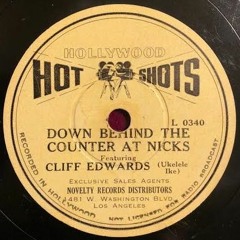 HOLLYWOOD
HOT SHOTS
L 0340
DOWN BEHIND THE
COUNTER AT NICKS
Featuring
CLIFF EDWARDS (Ukelele
Ike)
EXCLUSIVE SALES AGENTS
NOVELTY RECORDS DISTRIBUTORS
1481 W. WASHINGTON BLVD.
LOS ANGELES
RECORDED IN HOLLYWOOD
NOT LICENSED FOR RADIO BROADCAST